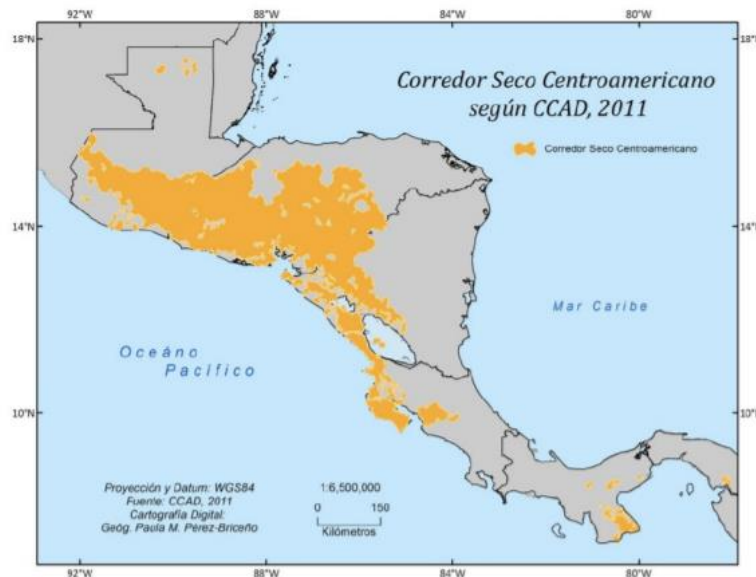 92°W 88°W 84°W 80°W
18°N 18°N
Corredor Seco Centroamericano
según CCAD, 2011
Corredor Seco Centroamericano
14°N 14°N
Mar Caribe
Oceáno
Pacífico
10°N 10°N
Proyección y Datum: WGS84
Fuente: CCAD, 2011
Cartografía Digital:
Geóg. Paula M. Pérez-Briceño
1:6,500,000
0 150
Kilómetros
92°W 88°W 84°W 80°W